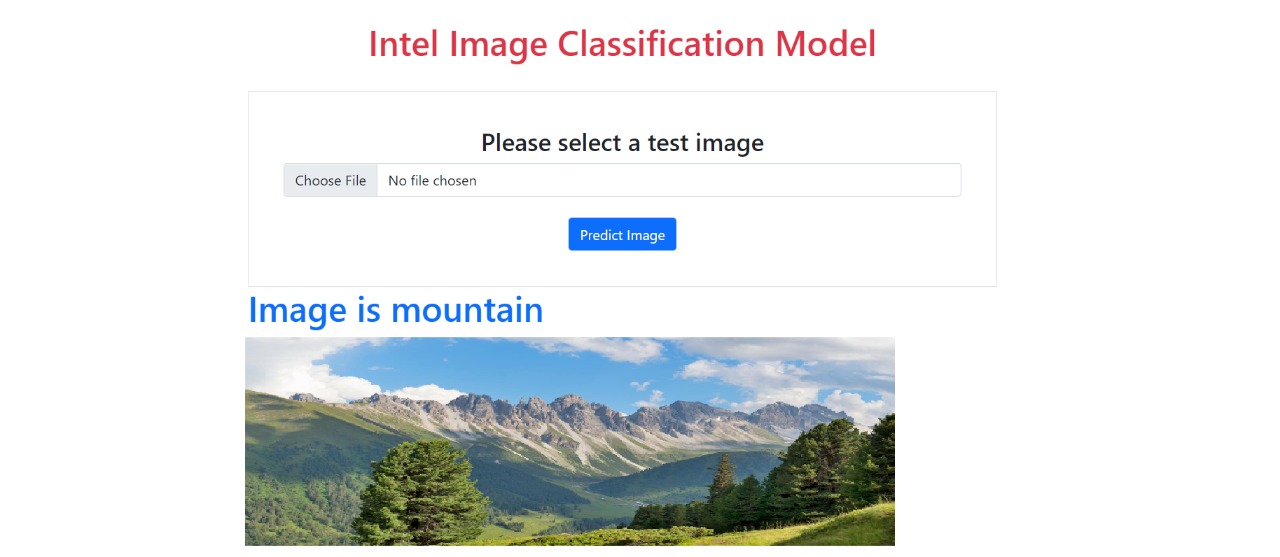 Intel Image Classification Model
Please select a test image
Choose File No file chosen
Predict Image
Image is mountain